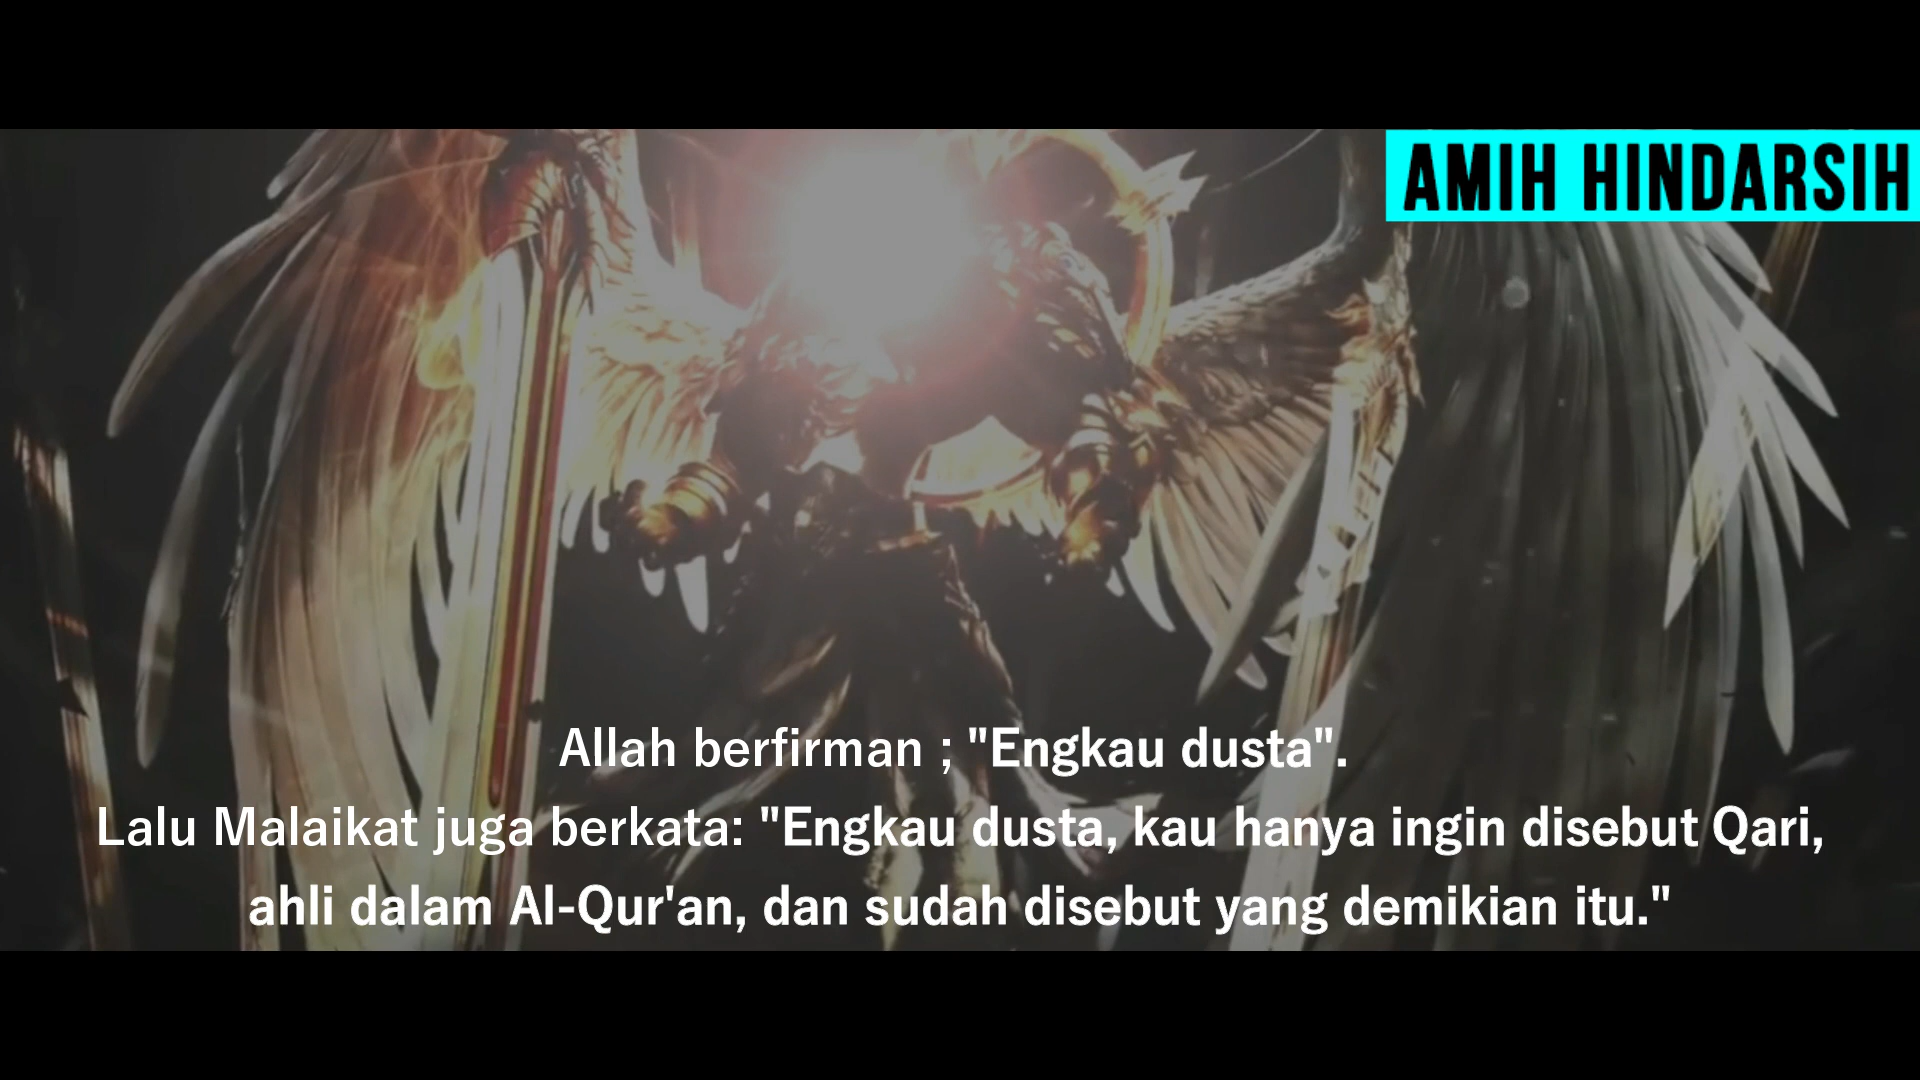 AMIH HINDARSIH
Allah berfirman ; "Engkau dusta".
Lalu Malaikat juga berkata: "Engkau dusta, kau hanya ingin disebut Qari,
ahli dalam Al-Qur'an, dan sudah disebut yang demikian itu."